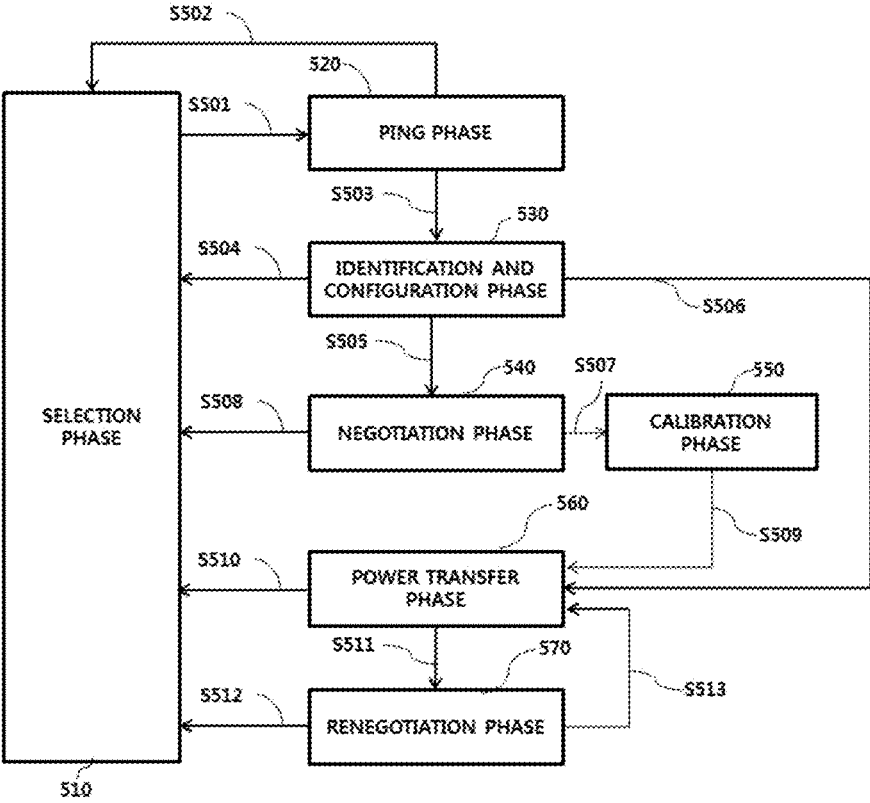 S502
520
S501
PING PHASE
S503
530
S504
IDENTIFICATION AND
CONFIGURATION PHASE
S506
S505
540
S507
550
S508
SELECTION
PHASE
NEGOTIATION PHASE
CALIBRATION
PHASE
560
S509
S510
POWER TRANSFER
PHASE
S511
570
S512
S513
RENEGOTIATION PHASE
510